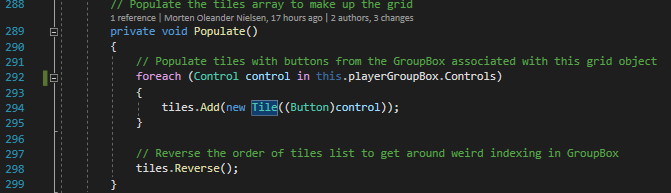 288 // Populate the tiles array to make up the grid
1 reference | Morten Oleander Nielsen, 17 hours ago | 2 authors, 3 changes
289 private void Populate()
290 {
291 // Populate tiles with buttons from the GroupBox associated with this grid object
292 foreach (Control control in this.playerGroupBox.Controls)
293 {
294 tiles.Add(new Tile((Button)control));
295 }
296
297 // Reverse the order of tiles list to get around weird indexing in GroupBox
298 tiles.Reverse();
299 }